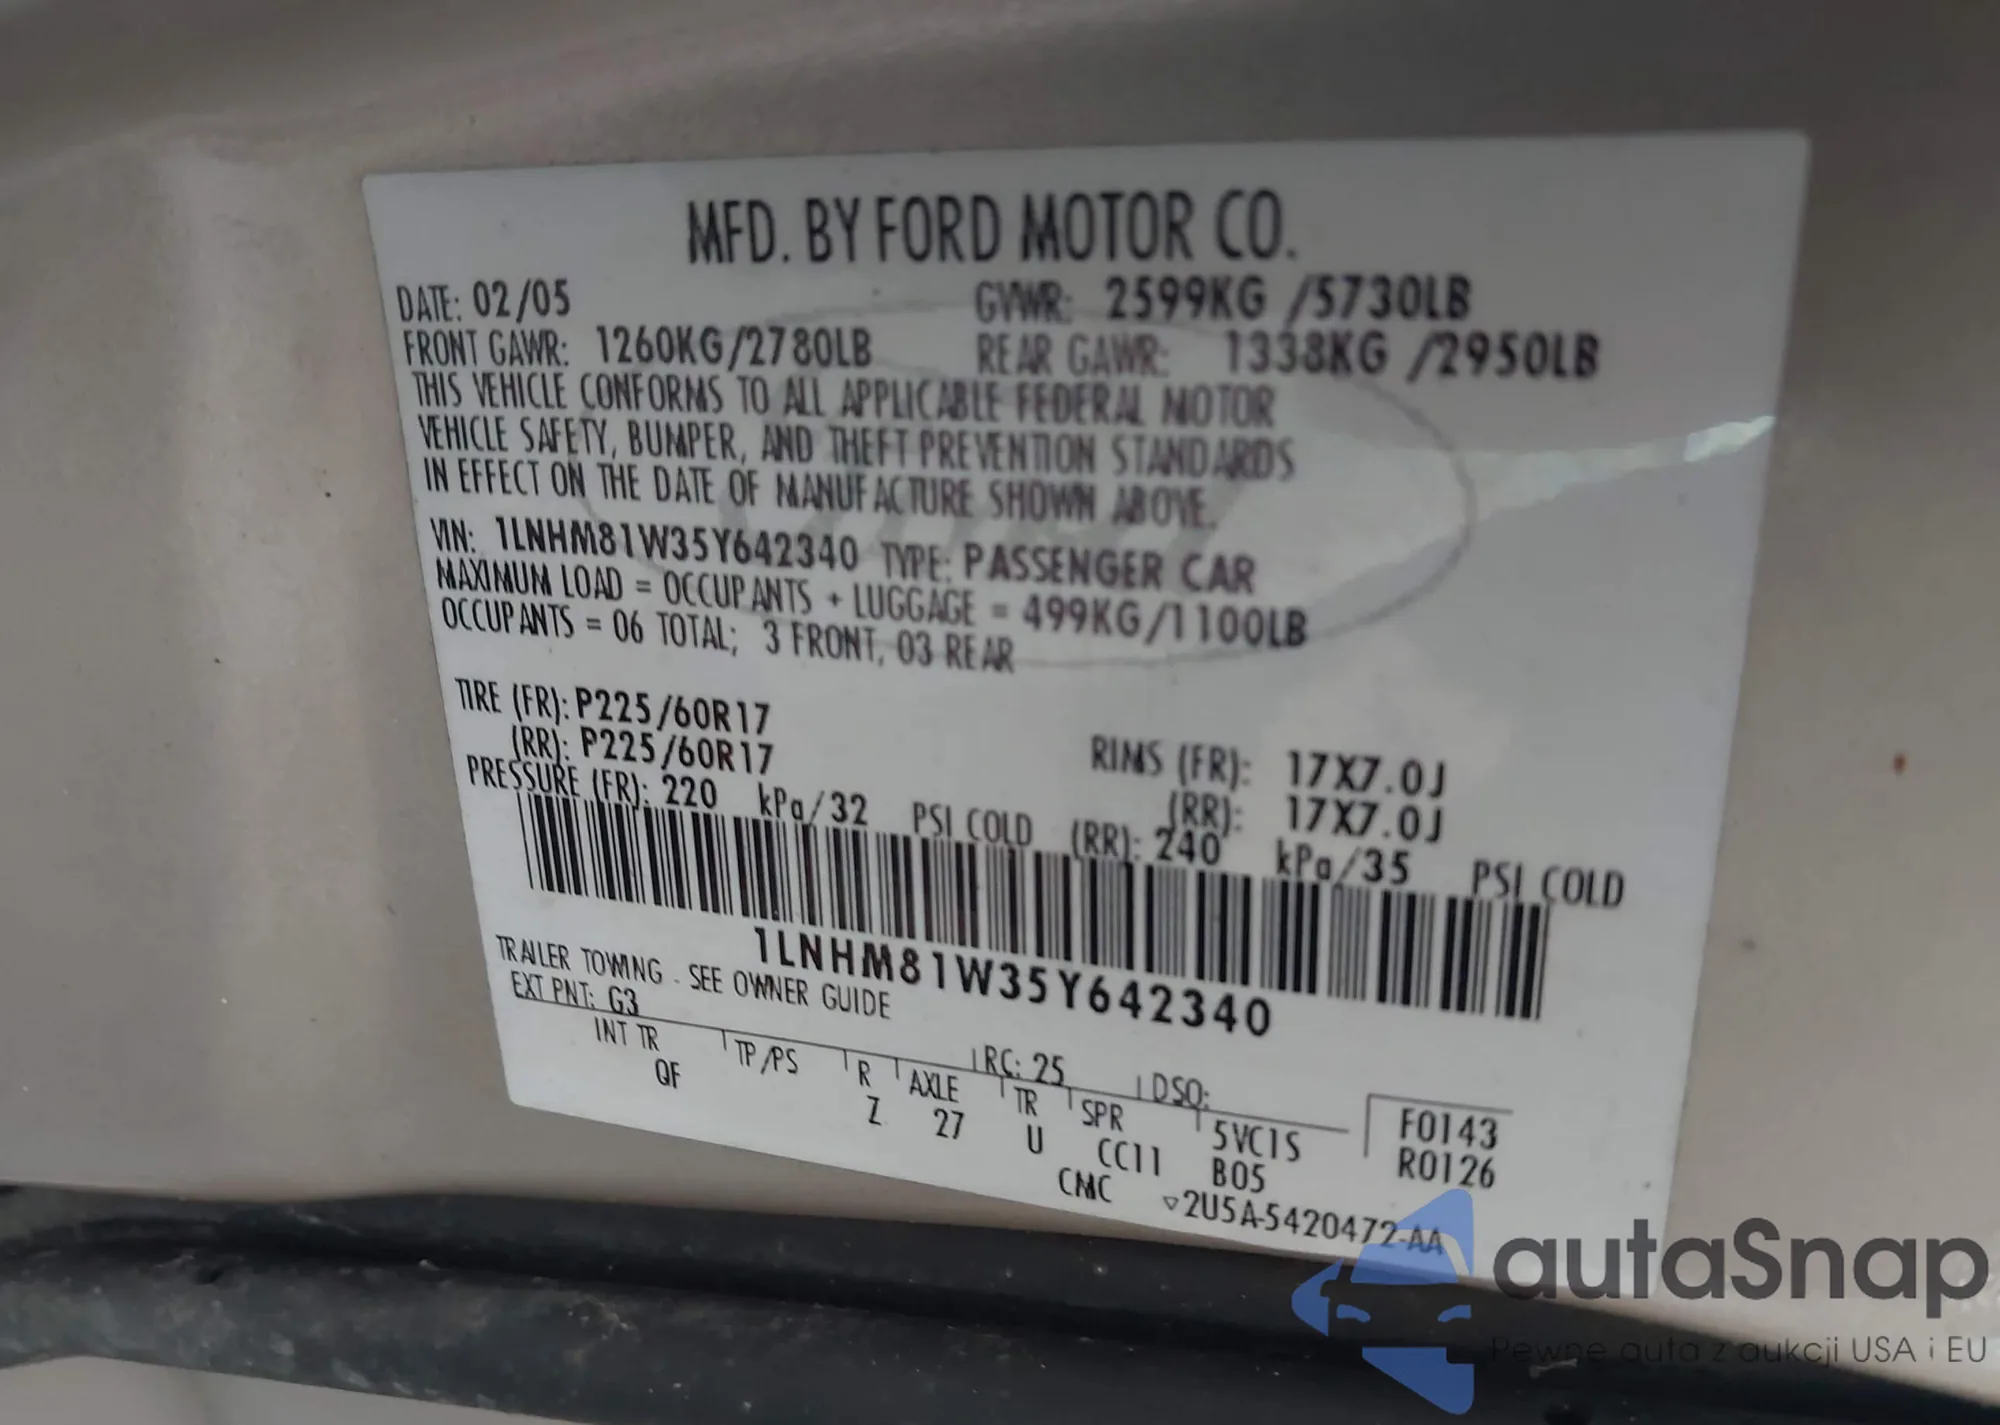 MFD. BY FORD MOTOR CO.
DATE: 02/05 GVWR: 2599KG /5730LB
FRONT GAWR: 1260KG/2780LB REAR GAWR: 1338KG /2950LB
THIS VEHICLE CONFORMS TO ALL APPLICABLE FEDERAL MOTOR
VEHICLE SAFETY, BUMPER, AND THEFT PREVENTION STANDARDS
IN EFFECT ON THE DATE OF MANUFACTURE SHOWN ABOVE.
VIN: 1LNHM81W35Y642340 TYPE: PASSENGER CAR
MAXIMUM LOAD = OCCUPANTS + LUGGAGE = 499KG/1100LB
OCCUPANTS = 06 TOTAL; 3 FRONT, 03 REAR
TIRE (FR): P225/60R17 RIMS (FR): 17X7.0J
(RR): P225/60R17 (RR): 17X7.0J
PRESSURE (FR): 220 kPa/32 PSI COLD (RR): 240 kPa/35 PSI COLD
1LNHM81W35Y642340
TRAILER TOWING - SEE OWNER GUIDE
EXT PNT: G3 RC: 25 DSO:
INT TR TP/PS R AXLE TR SPR 5VC1S F0143
QF Z 27 U CC11 B05 R0126
CMC ▽2U5A-5420472-AA
autaSnap
Pewne auta z aukcji USA i EU